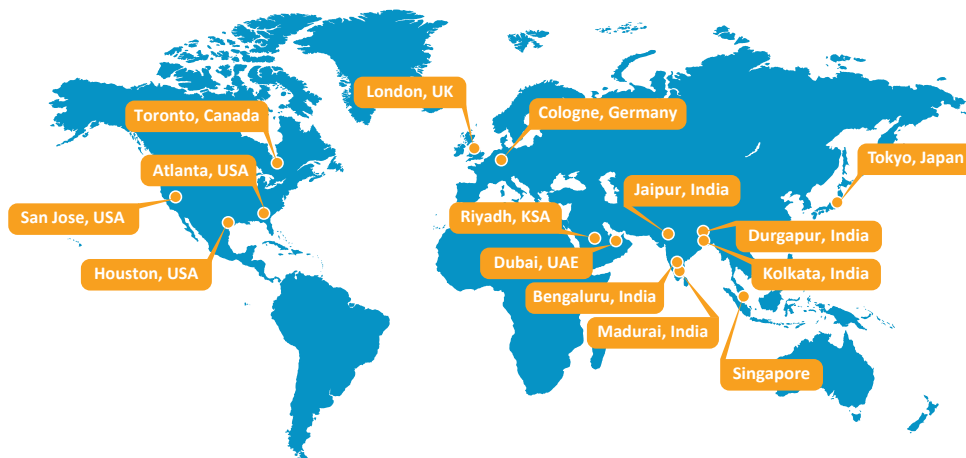 London, UK
Toronto, Canada
Cologne, Germany
Atlanta, USA
Tokyo, Japan
Jaipur, India
San Jose, USA
Riyadh, KSA
Durgapur, India
Houston, USA
Dubai, UAE
Kolkata, India
Bengaluru, India
Madurai, India
Singapore